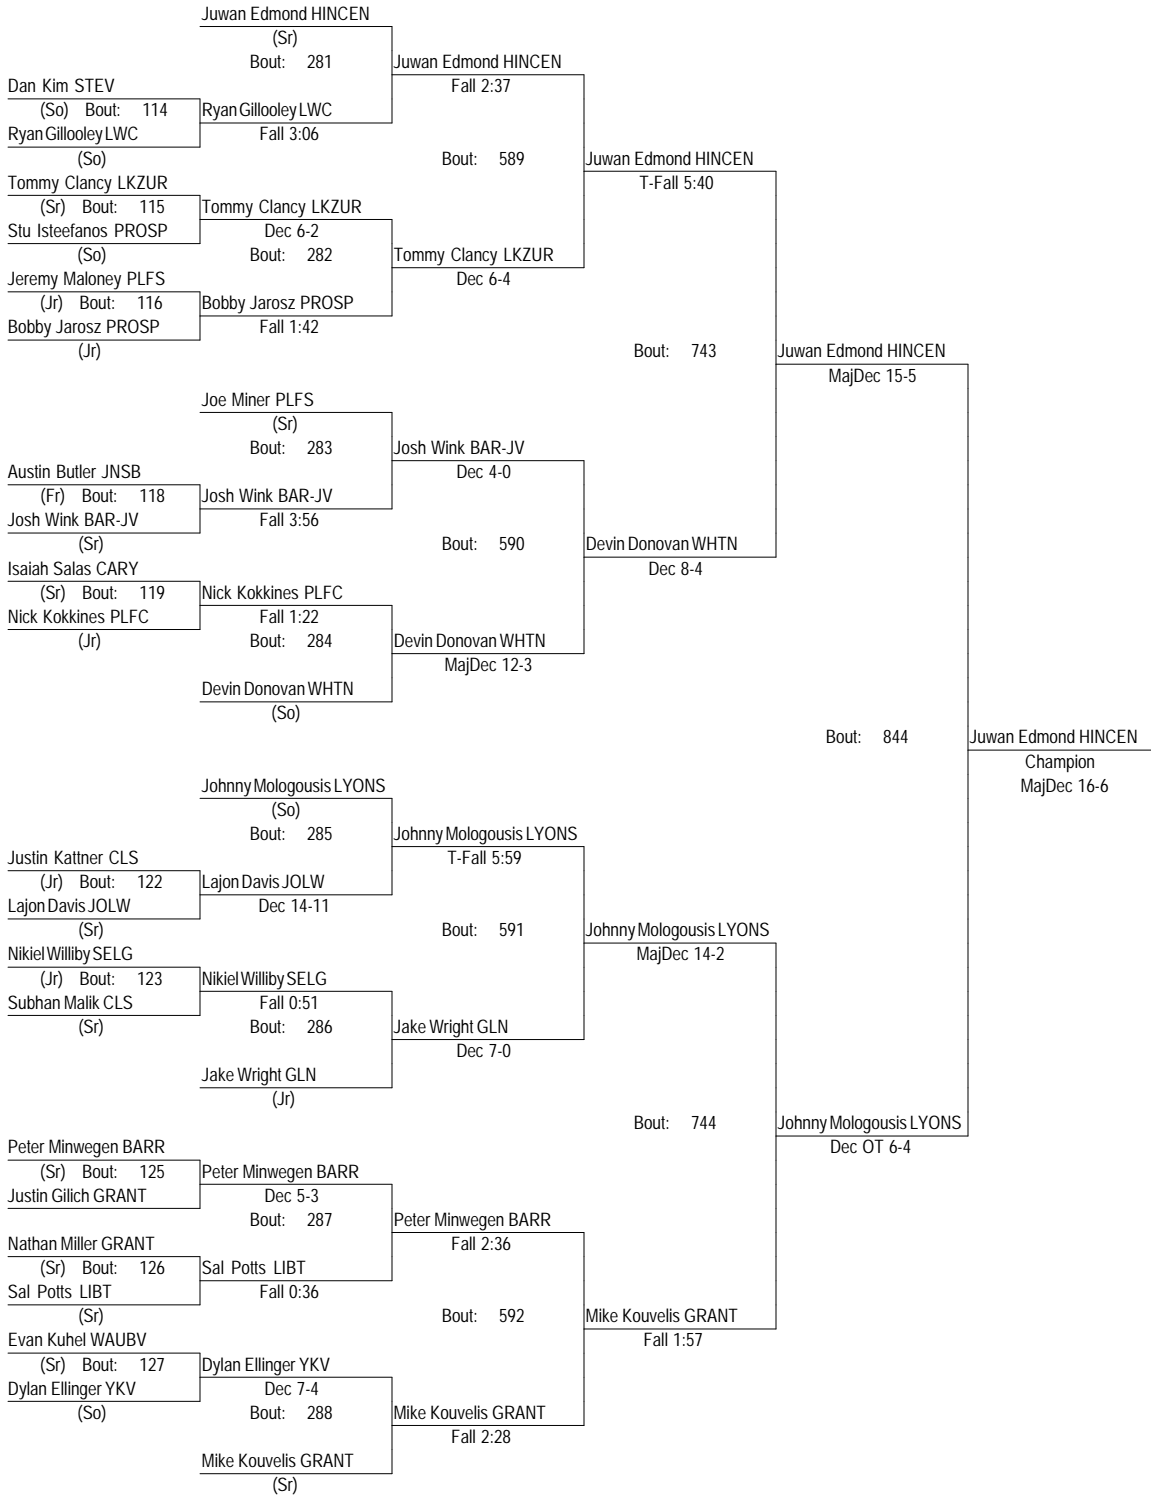 Juwan Edmond HINCEN
(Sr)
Bout: 281
Juwan Edmond HINCEN
Fall 2:37
Dan Kim STEV
(So) Bout: 114
Ryan Gillooley LWC
Ryan Gillooley LWC
Fall 3:06
(So)
Bout: 589
Juwan Edmond HINCEN
T-Fall 5:40
Tommy Clancy LKZUR
(Sr) Bout: 115
Tommy Clancy LKZUR
Stu Isteefanos PROSP
Dec 6-2
(So)
Bout: 282
Tommy Clancy LKZUR
Dec 6-4
Jeremy Maloney PLFS
(Jr) Bout: 116
Bobby Jarosz PROSP
Bobby Jarosz PROSP
Fall 1:42
(Jr)
Bout: 743
Juwan Edmond HINCEN
MajDec 15-5
Joe Miner PLFS
(Sr)
Bout: 283
Josh Wink BAR-JV
Dec 4-0
Austin Butler JNSB
(Fr) Bout: 118
Josh Wink BAR-JV
Josh Wink BAR-JV
Fall 3:56
(Sr)
Bout: 590
Devin Donovan WHTN
Dec 8-4
Isaiah Salas CARY
(Sr) Bout: 119
Nick Kokkines PLFC
Nick Kokkines PLFC
Fall 1:22
(Jr)
Bout: 284
Devin Donovan WHTN
MajDec 12-3
Devin Donovan WHTN
(So)
Bout: 844
Juwan Edmond HINCEN
Champion
MajDec 16-6
Johnny Mologousis LYONS
(So)
Bout: 285
Johnny Mologousis LYONS
T-Fall 5:59
Justin Kattner CLS
(Jr) Bout: 122
Lajon Davis JOLW
Lajon Davis JOLW
Dec 14-11
(Sr)
Bout: 591
Johnny Mologousis LYONS
MajDec 14-2
Nikiel Williby SELG
(Jr) Bout: 123
Nikiel Williby SELG
Subhan Malik CLS
Fall 0:51
(Sr)
Bout: 286
Jake Wright GLN
Dec 7-0
Jake Wright GLN
(Jr)
Bout: 744
Johnny Mologousis LYONS
Dec OT 6-4
Peter Minwegen BARR
(Sr) Bout: 125
Peter Minwegen BARR
Justin Gilich GRANT
Dec 5-3
Bout: 287
Peter Minwegen BARR
Fall 2:36
Nathan Miller GRANT
(Sr) Bout: 126
Sal Potts LIBT
Sal Potts LIBT
Fall 0:36
(Sr)
Bout: 592
Mike Kouvelis GRANT
Fall 1:57
Evan Kuhel WAUBV
(Sr) Bout: 127
Dylan Ellinger YKV
Dylan Ellinger YKV
Dec 7-4
(So)
Bout: 288
Mike Kouvelis GRANT
Fall 2:28
Mike Kouvelis GRANT
(Sr)